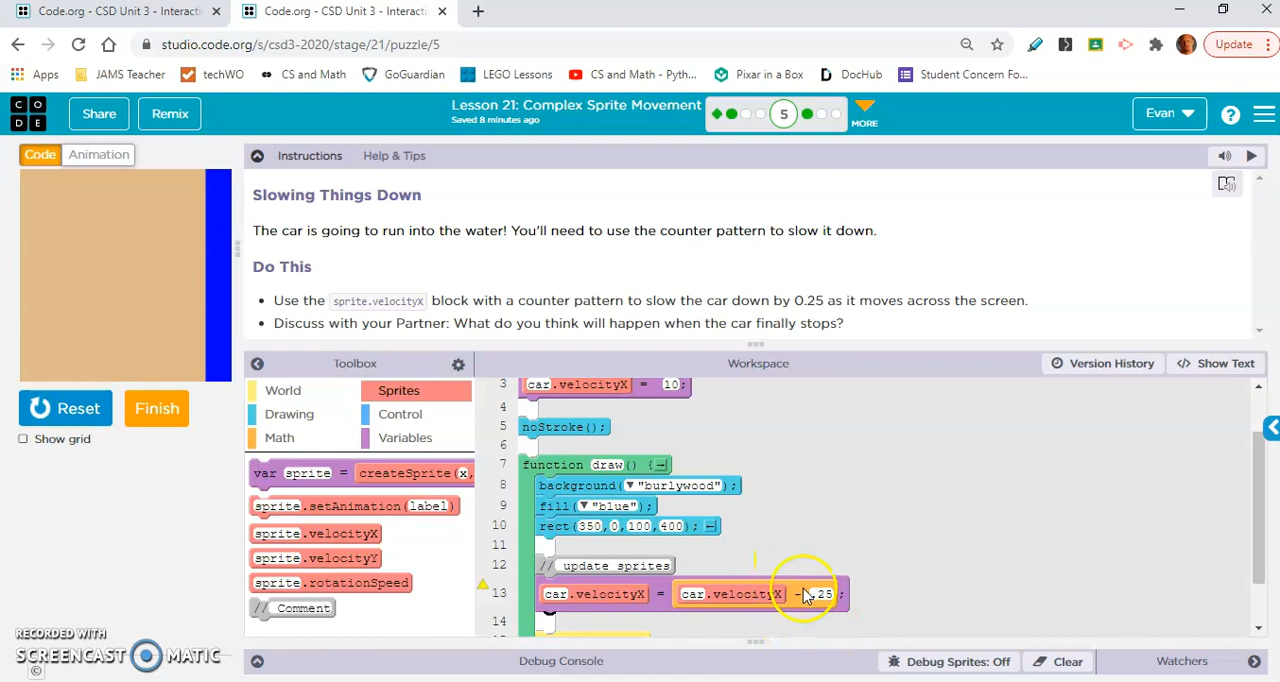 Code.org - CSD Unit 3 - Interacti × Code.org - CSD Unit 3 - Interacti × +
studio.code.org/s/csd3-2020/stage/21/puzzle/5 Update
Apps JAMS Teacher techWO CS and Math GoGuardian LEGO Lessons CS and Math - Pyth... Pixar in a Box DocHub Student Concern Fo...
C O
D E
Share Remix Lesson 21: Complex Sprite Movement
Saved 8 minutes ago
5
MORE
Evan
?
Code Animation
Instructions Help & Tips
Slowing Things Down
The car is going to run into the water! You'll need to use the counter pattern to slow it down.
Do This
• Use the sprite.velocityX block with a counter pattern to slow the car down by 0.25 as it moves across the screen.
• Discuss with your Partner: What do you think will happen when the car finally stops?
Toolbox Workspace Version History </> Show Text
World Sprites
Drawing Control
Math Variables
var sprite = createSprite(x,
sprite.setAnimation(label)
sprite.velocityX
sprite.velocityY
sprite.rotationSpeed
// Comment
3 car.velocityX = 10;
4
5 noStroke();
6
7 function draw() {
8 background("burlywood");
9 fill("blue");
10 rect(350,0,100,400);
11
12 // update sprites
13 car.velocityX = car.velocityX - .25;
14
Reset Finish
Show grid
Debug Console Debug Sprites: Off Clear Watchers
RECORDED WITH
SCREENCAST MATIC
©